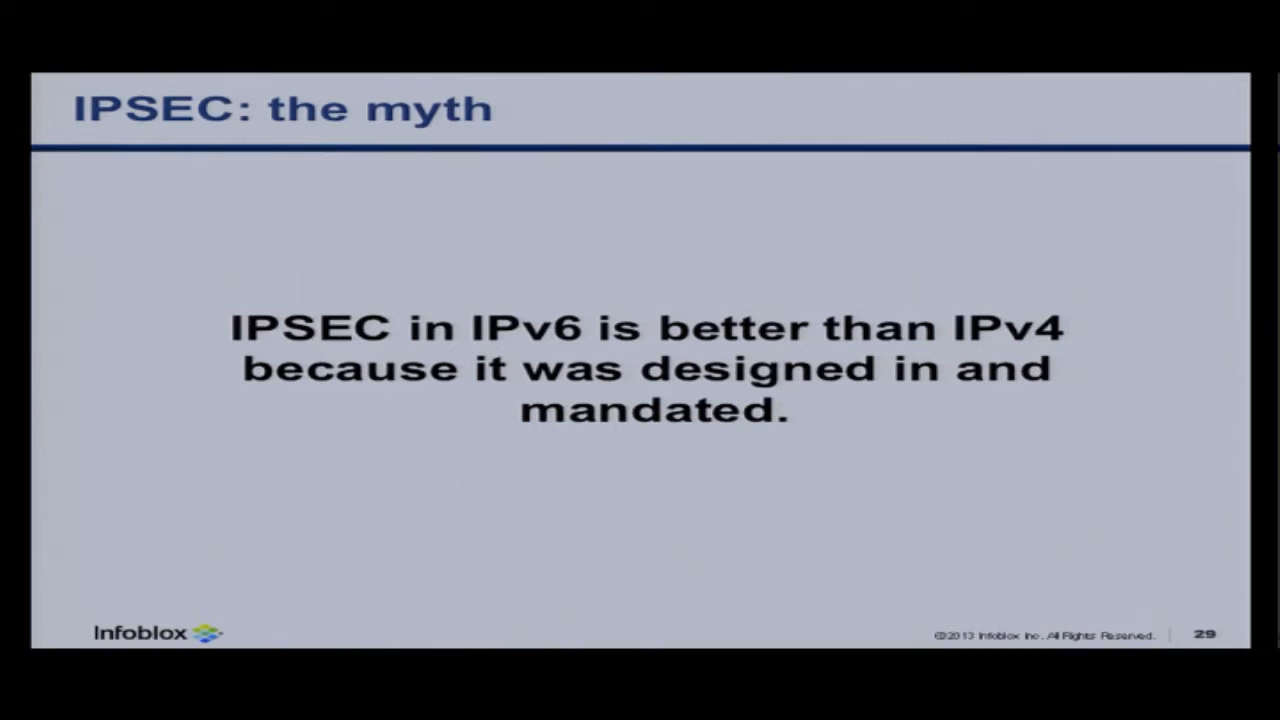 IPSEC: the myth
IPSEC in IPv6 is better than IPv4
because it was designed in and
mandated.
Infoblox
©2013 Infoblox Inc. All Rights Reserved.
29